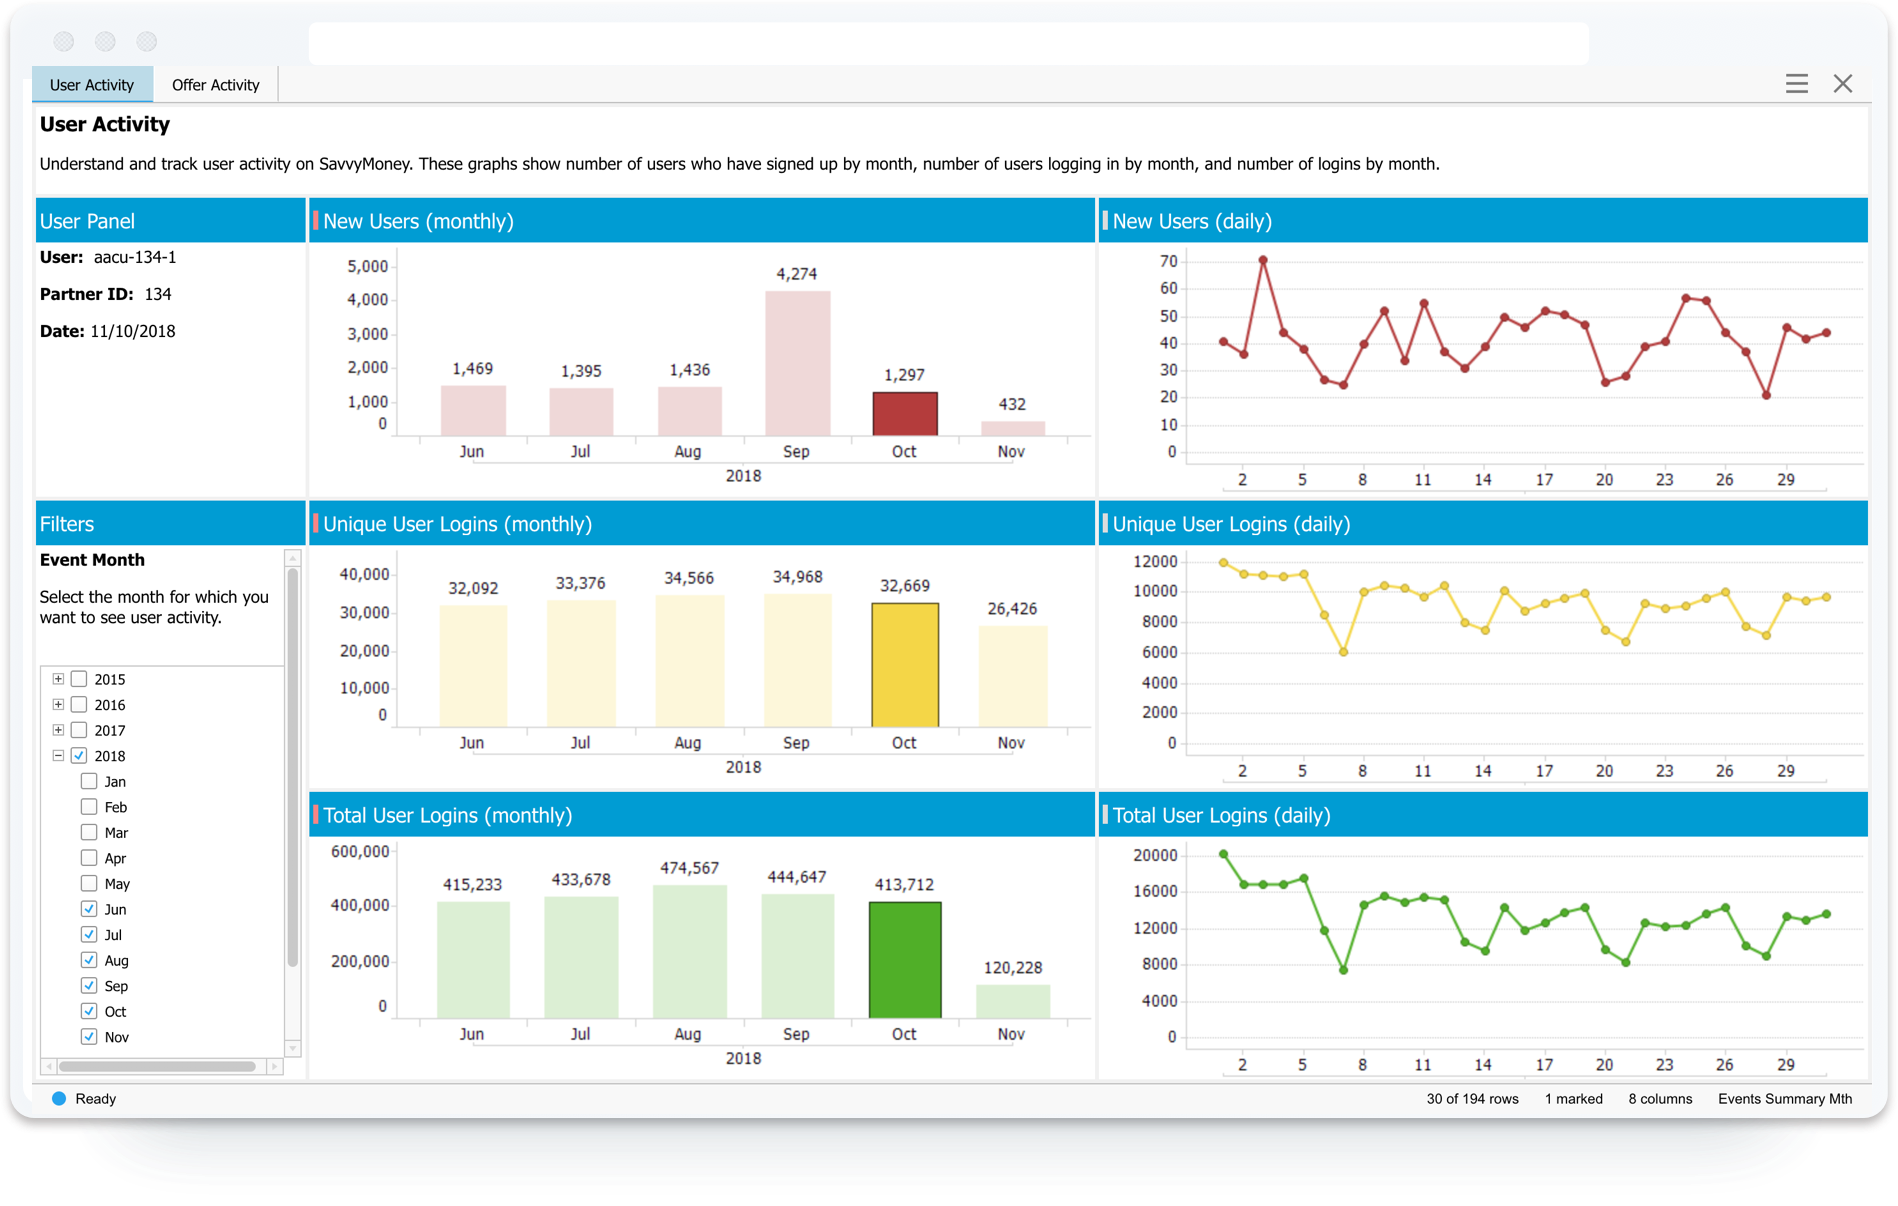 User Activity
Offer Activity
User Activity
Understand and track user activity on SavvyMoney. These graphs show number of users who have signed up by month, number of users logging in by month, and number of logins by month.
User Panel
User: aacu-134-1
Partner ID: 134
Date: 11/10/2018
New Users (monthly)
5,000
4,000
3,000
2,000
1,000
0
1,469
1,395
1,436
4,274
1,297
432
Jun Jul Aug Sep Oct Nov
2018
New Users (daily)
70
60
50
40
30
20
10
0
2 5 8 11 14 17 20 23 26 29
Filters
Event Month
Select the month for which you
want to see user activity.
2015
2016
2017
2018
Jan
Feb
Mar
Apr
May
Jun
Jul
Aug
Sep
Oct
Nov
Unique User Logins (monthly)
40,000
30,000
20,000
10,000
0
32,092
33,376
34,566
34,968
32,669
26,426
Jun Jul Aug Sep Oct Nov
2018
Unique User Logins (daily)
12000
10000
8000
6000
4000
2000
0
2 5 8 11 14 17 20 23 26 29
Total User Logins (monthly)
600,000
400,000
200,000
0
415,233
433,678
474,567
444,647
413,712
120,228
Jun Jul Aug Sep Oct Nov
2018
Total User Logins (daily)
20000
16000
12000
8000
4000
0
2 5 8 11 14 17 20 23 26 29
Ready
30 of 194 rows 1 marked 8 columns Events Summary Mth